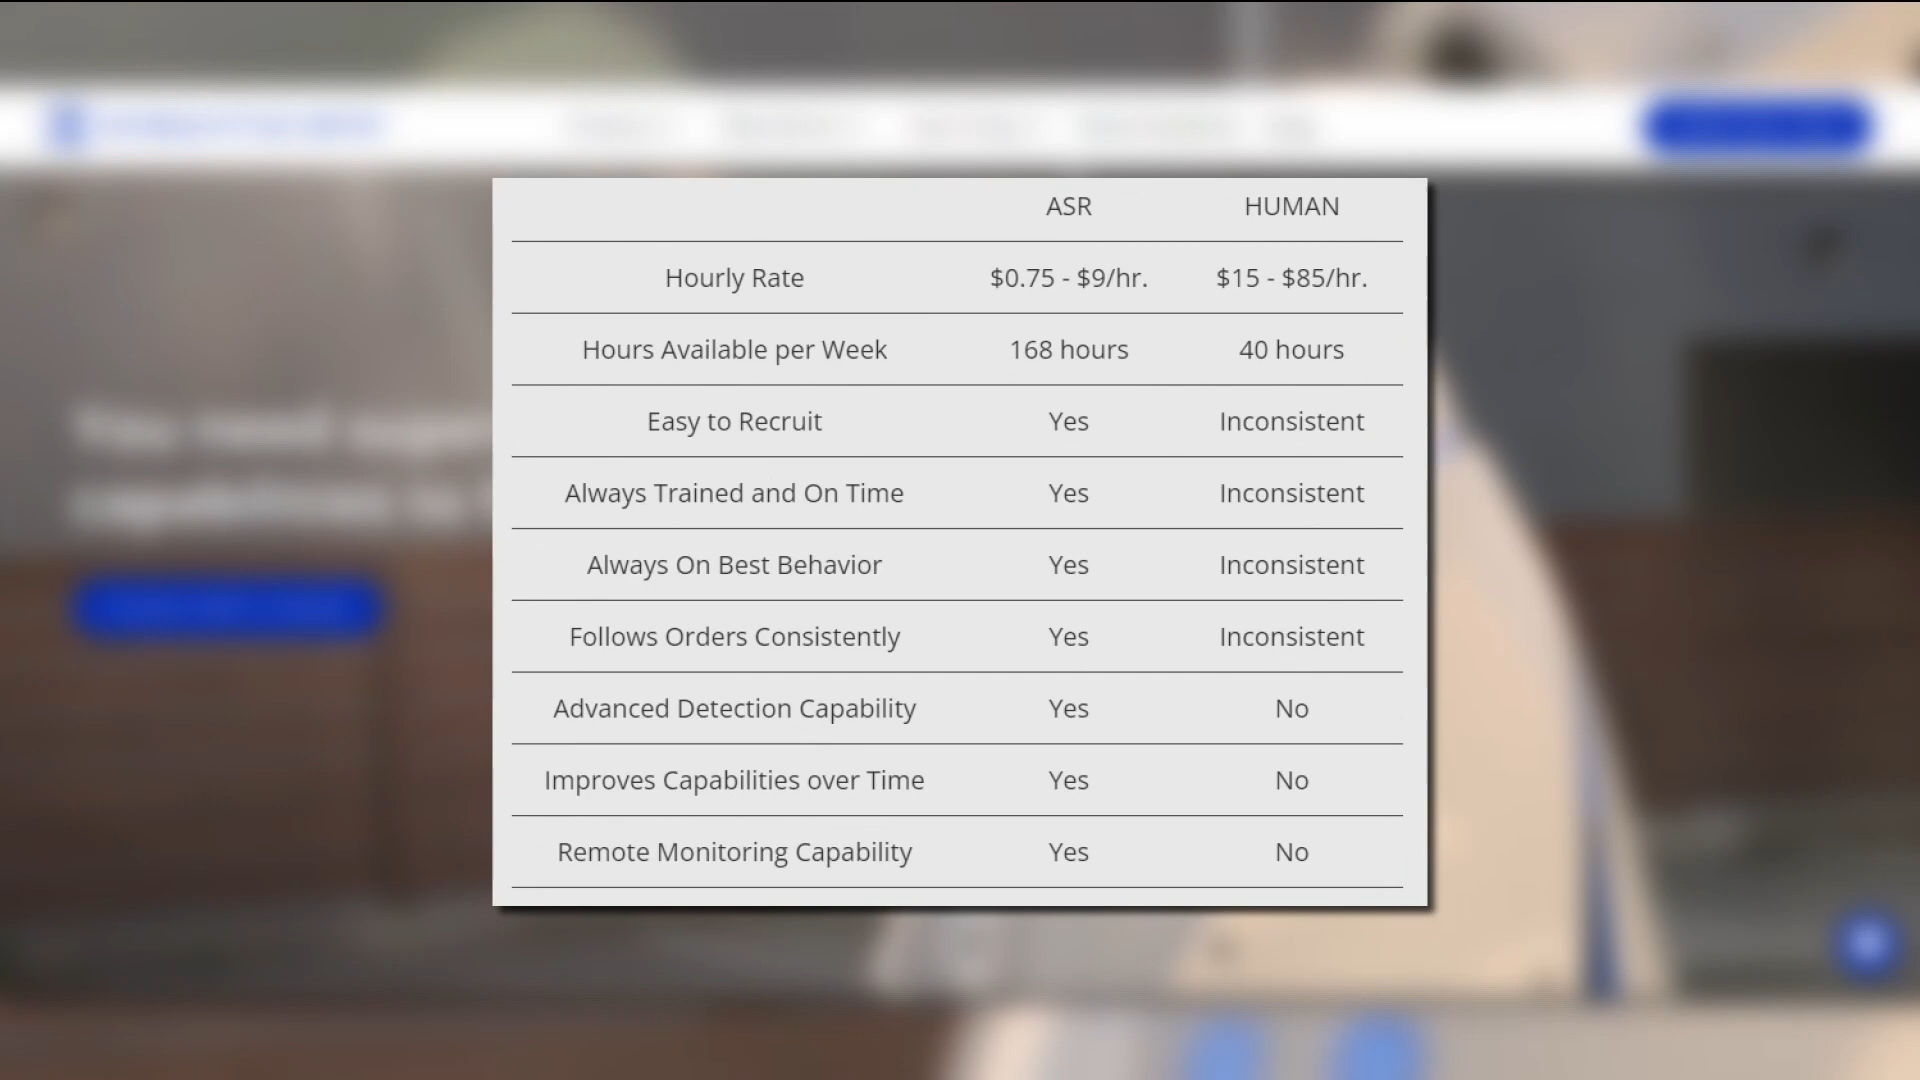 ASR HUMAN
Hourly Rate $0.75 - $9/hr. $15 - $85/hr.
Hours Available per Week 168 hours 40 hours
Easy to Recruit Yes Inconsistent
Always Trained and On Time Yes Inconsistent
Always On Best Behavior Yes Inconsistent
Follows Orders Consistently Yes Inconsistent
Advanced Detection Capability Yes No
Improves Capabilities over Time Yes No
Remote Monitoring Capability Yes No
You need
capabilities